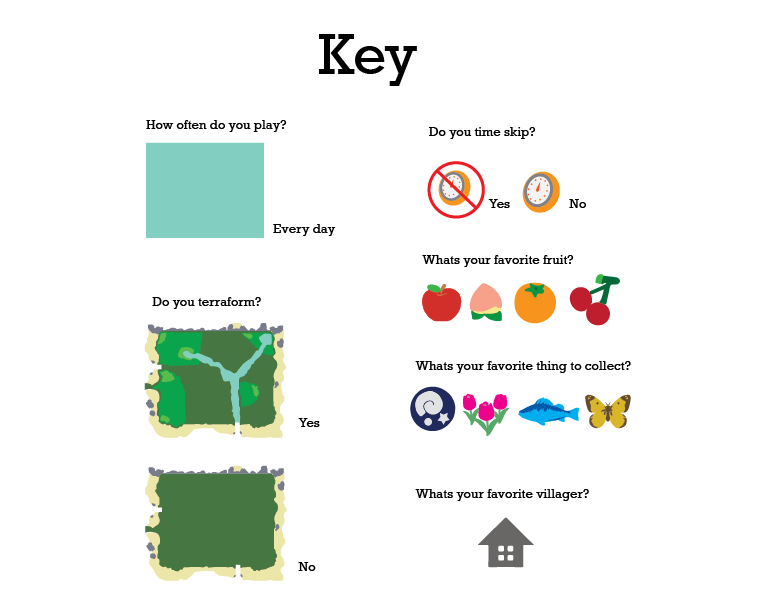 Key
How often do you play?
Every day
Do you terraform?
Yes
No
Do you time skip?
Yes
No
Whats your favorite fruit?
Whats your favorite thing to collect?
Whats your favorite villager?